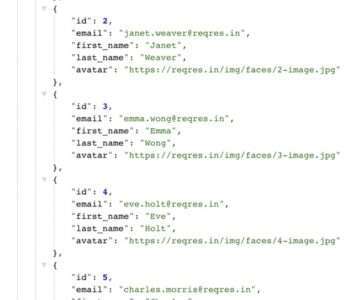 {
"id": 2,
"email": "janet.weaver@reqres.in",
"first_name": "Janet",
"last_name": "Weaver",
"avatar": "https://reqres.in/img/faces/2-image.jpg"
},
{
"id": 3,
"email": "emma.wong@reqres.in",
"first_name": "Emma",
"last_name": "Wong",
"avatar": "https://reqres.in/img/faces/3-image.jpg"
},
{
"id": 4,
"email": "eve.holt@reqres.in",
"first_name": "Eve",
"last_name": "Holt",
"avatar": "https://reqres.in/img/faces/4-image.jpg"
},
{
"id": 5,
"email": "charles.morris@reqres.in",